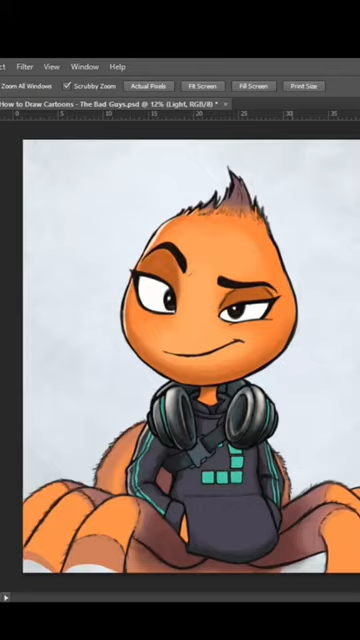 ct Filter View Window Help
Zoom All Windows Scrubby Zoom Actual Pixels Fit Screen Fill Screen Print Size
How to Draw Cartoons - The Bad Guys.psd @ 12% (Light, RGB/8) * ×
0 5 10 15 20 25 30 35